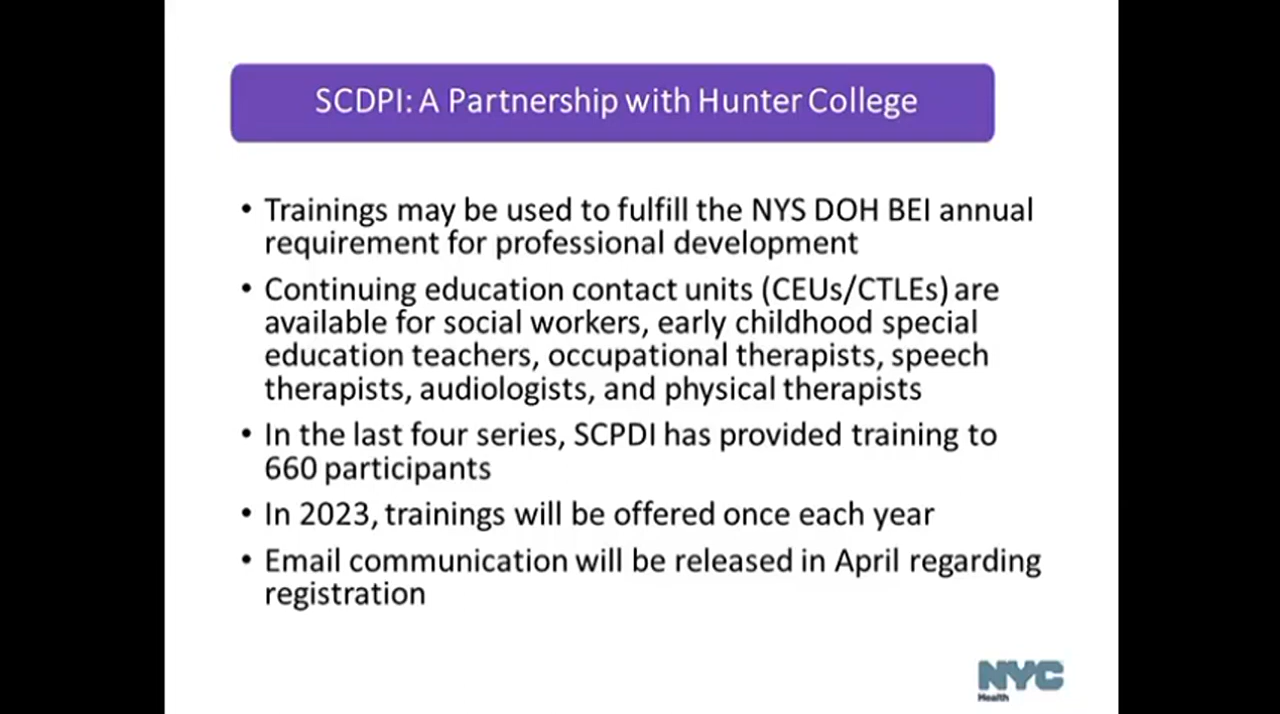 SCDPI: A Partnership with Hunter College
• Trainings may be used to fulfill the NYS DOH BEI annual
requirement for professional development
• Continuing education contact units (CEUs/CTLEs) are
available for social workers, early childhood special
education teachers, occupational therapists, speech
therapists, audiologists, and physical therapists
• In the last four series, SCPDI has provided training to
660 participants
• In 2023, trainings will be offered once each year
• Email communication will be released in April regarding
registration
NYC
Health